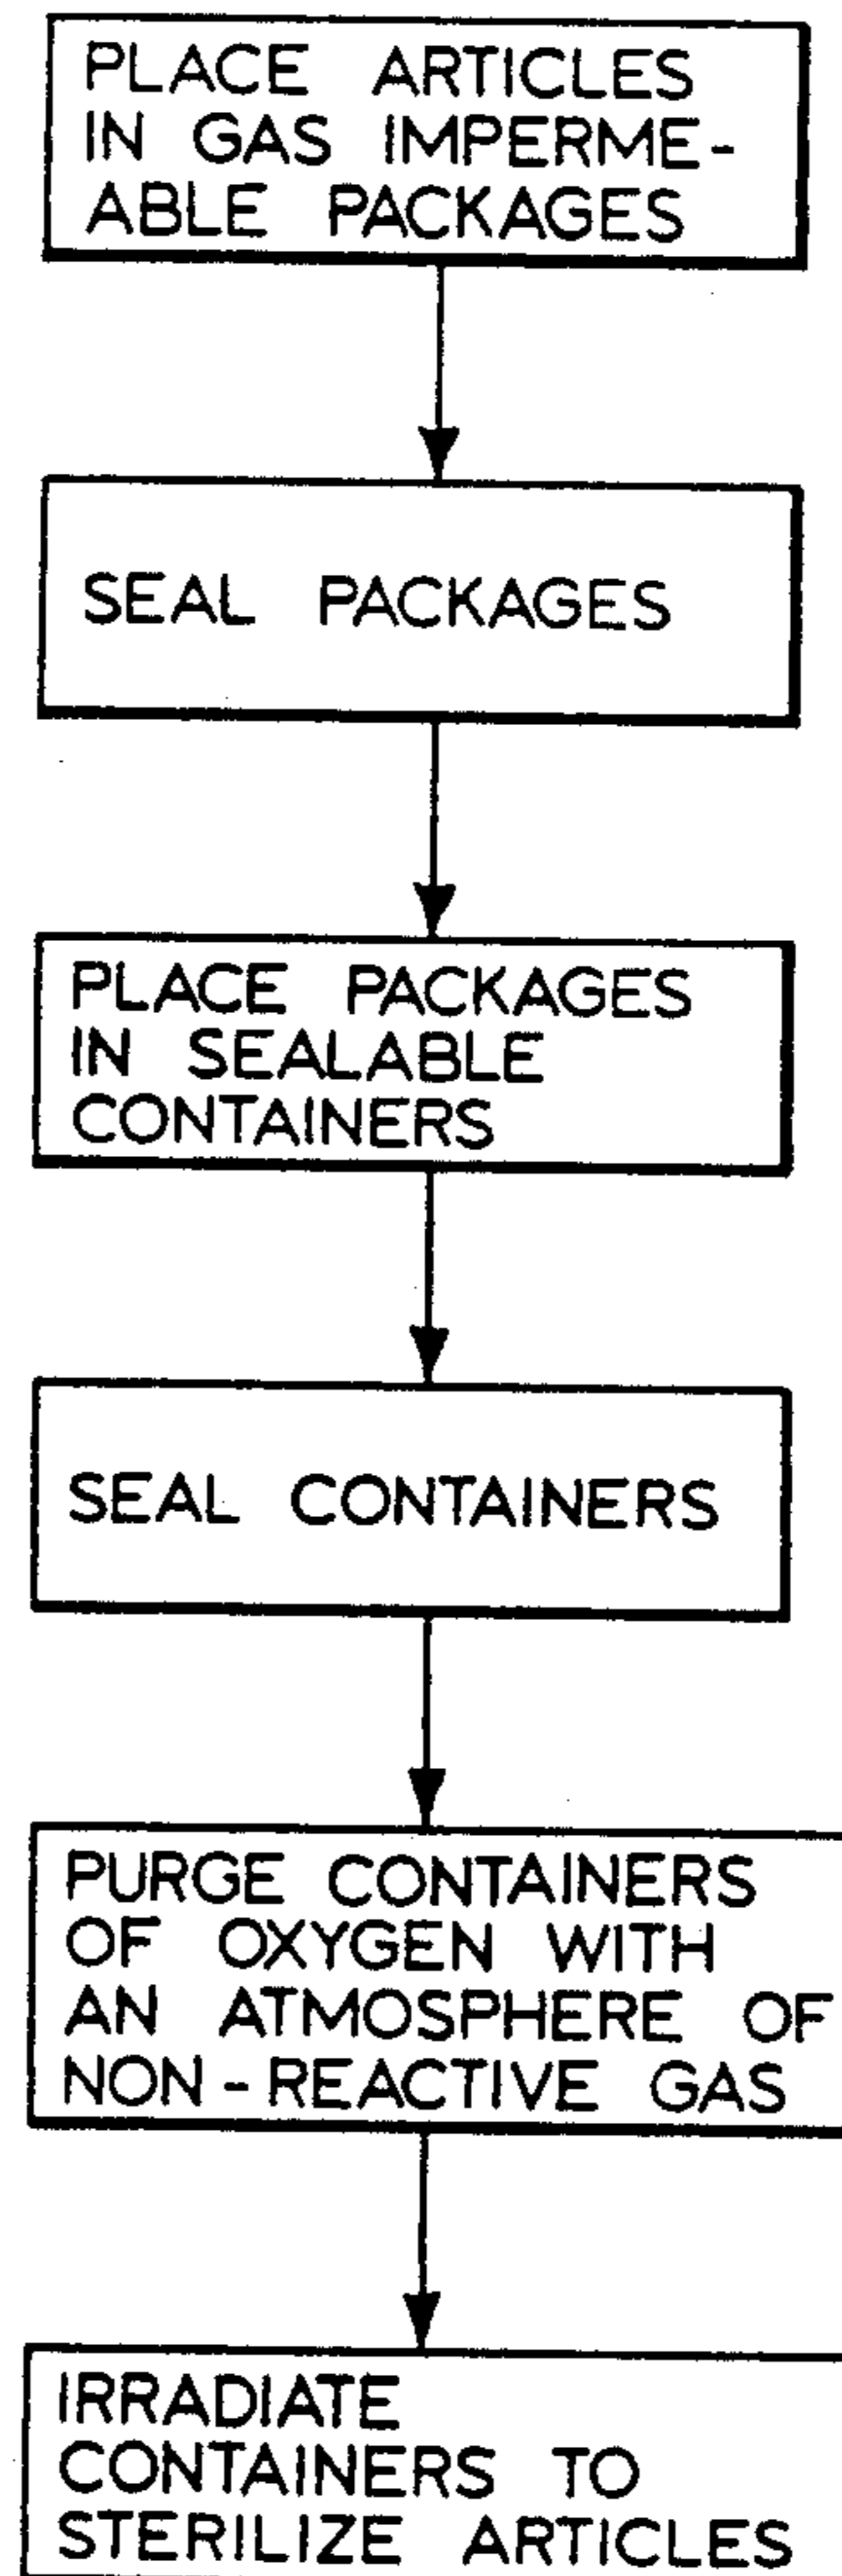 PLACE ARTICLES
IN GAS IMPERME-
ABLE PACKAGES
SEAL PACKAGES
PLACE PACKAGES
IN SEALABLE
CONTAINERS
SEAL CONTAINERS
PURGE CONTAINERS
OF OXYGEN WITH
AN ATMOSPHERE OF
NON-REACTIVE GAS
IRRADIATE
CONTAINERS TO
STERILIZE ARTICLES